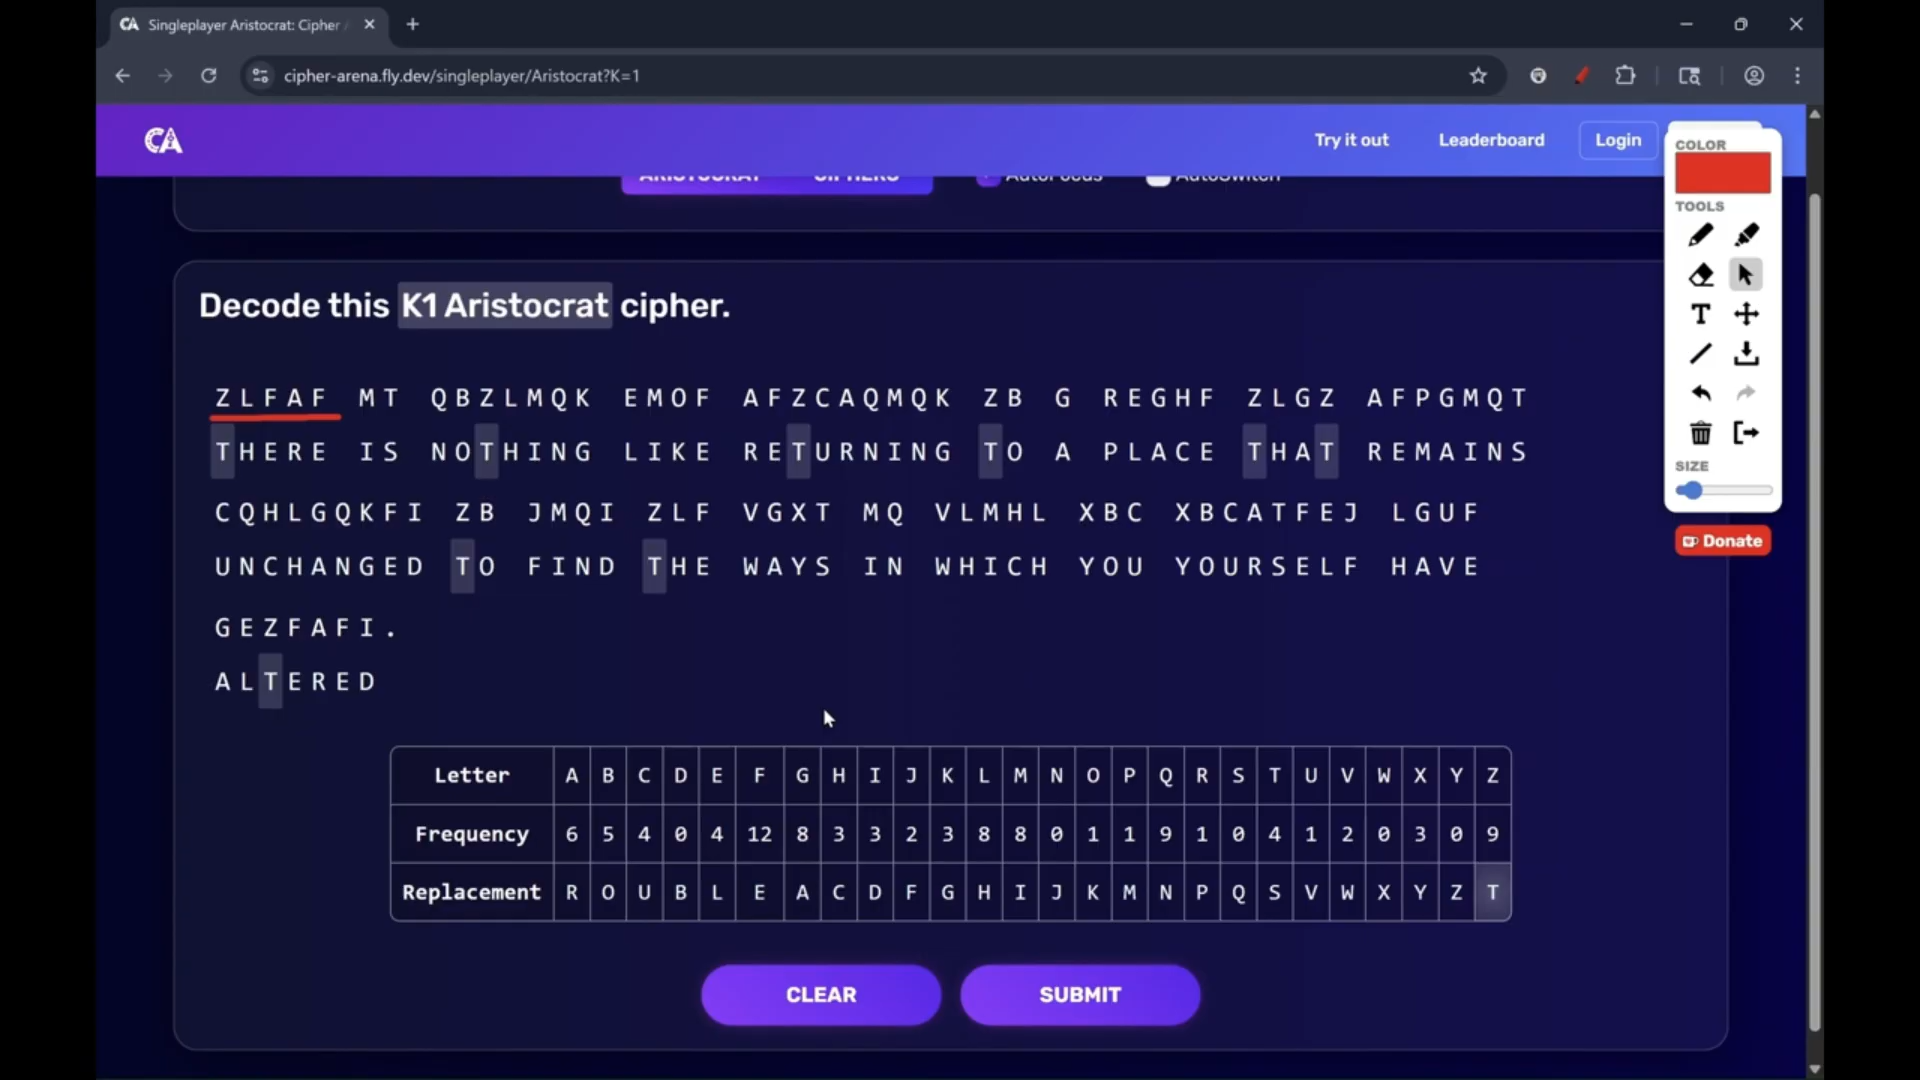 CA Singleplayer Aristocrat: Cipher
cipher-arena.fly.dev/singleplayer/Aristocrat?K=1
CA Try it out Leaderboard Login
COLOR
TOOLS
T
SIZE
Donate
ARISTOCRAT CIPHERS AutoFocus AutoSwitch
Decode this K1 Aristocrat cipher.
ZLFAF MT QBZLMQK EMOF AFZCAQMQK ZB G REGHF ZLGZ AFPGMQT
THERE IS NOTHING LIKE RETURNING TO A PLACE THAT REMAINS
CQHLGQKFI ZB JMQI ZLF VGXT MQ VLMHL XBC XBCATFEJ LGUF
UNCHANGED TO FIND THE WAYS IN WHICH YOU YOURSELF HAVE
GEZFAFI.
ALTERED
Letter A B C D E F G H I J K L M N O P Q R S T U V W X Y Z
Frequency 6 5 4 0 4 12 8 3 3 2 3 8 8 0 1 1 9 1 0 4 1 2 0 3 0 9
Replacement R O U B L E A C D F G H I J K M N P Q S V W X Y Z T
CLEAR SUBMIT